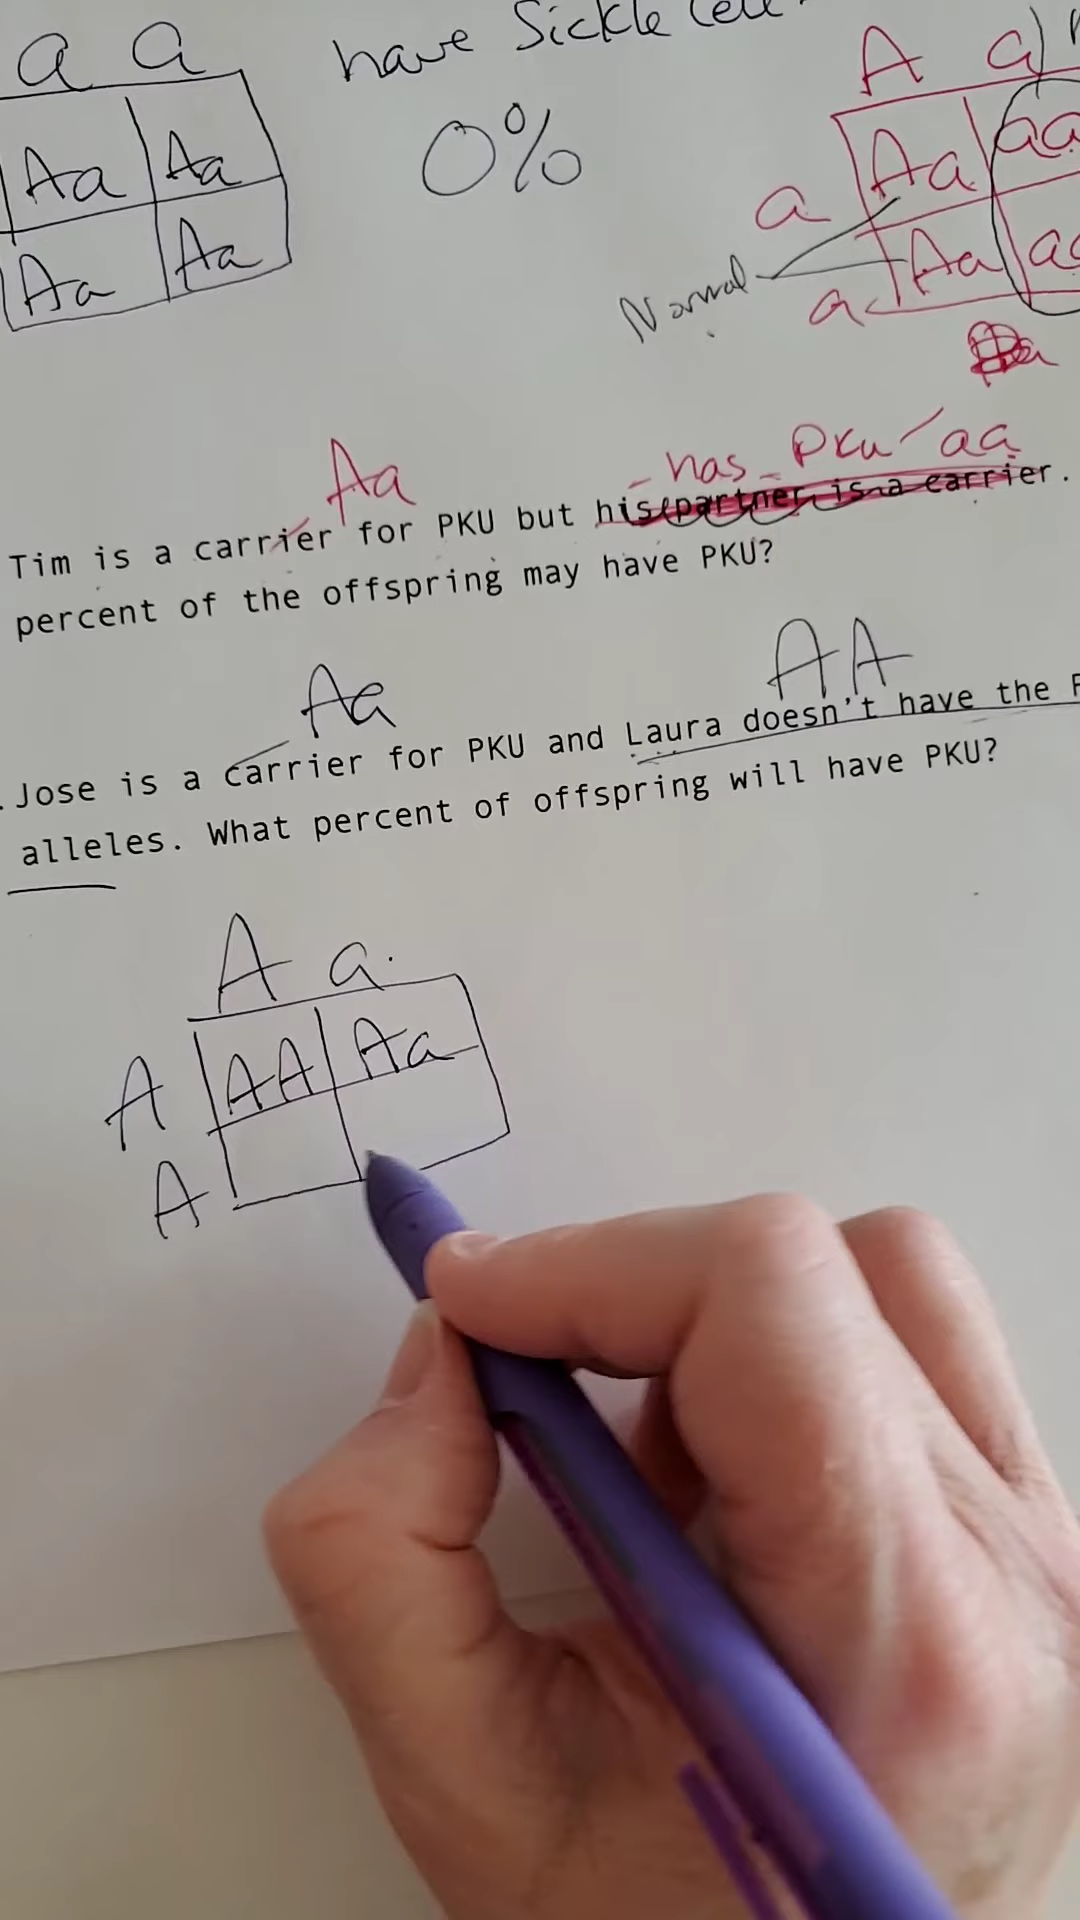 a a
have Sickle Cell
Aa Aa
Aa Aa
0%
A a
Aa aa
a
Aa
a
Normal
Aa
- has - PKU aa
Tim is a carrier for PKU but his partner is a carrier.
percent of the offspring may have PKU?
Aa
AA
Jose is a carrier for PKU and Laura doesn't have the
alleles. What percent of offspring will have PKU?
A a
A AA Aa
A